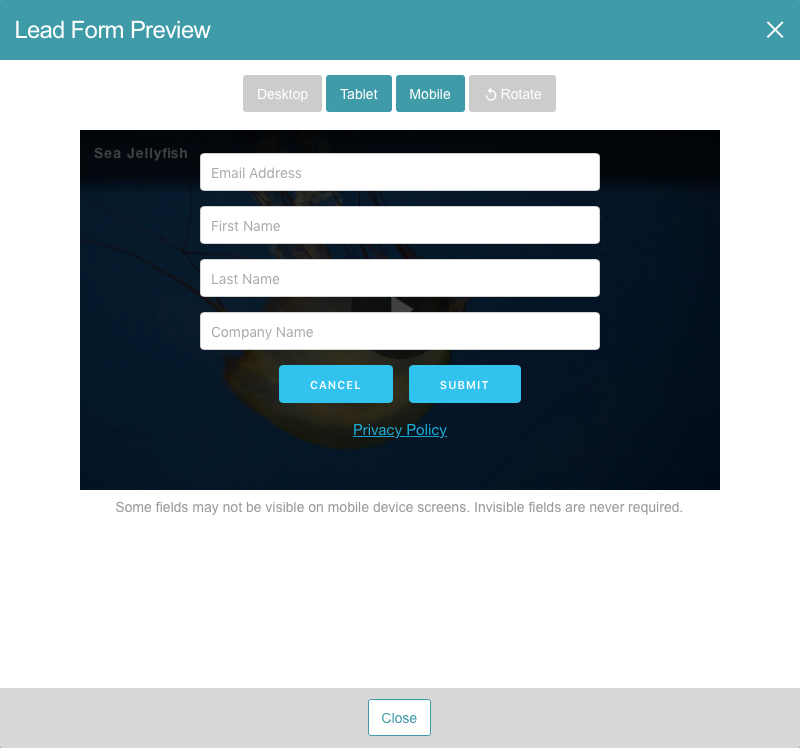 Lead Form Preview
Desktop Tablet Mobile Rotate
Sea Jellyfish
Email Address
First Name
Last Name
Company Name
CANCEL SUBMIT
Privacy Policy
Some fields may not be visible on mobile device screens. Invisible fields are never required.
Close